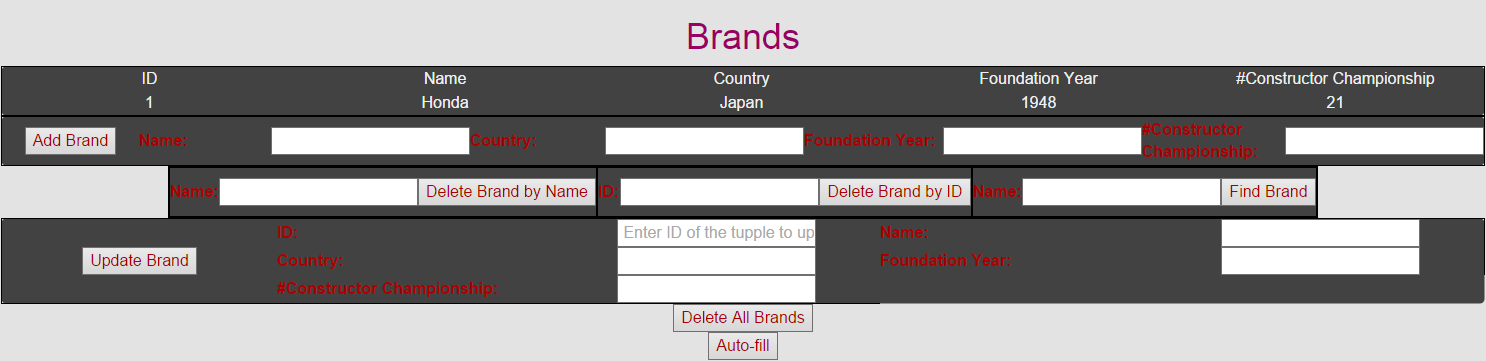 Brands
ID Name Country Foundation Year #Constructor Championship
1 Honda Japan 1948 21
Add Brand Name: Country: Foundation Year: #Constructor Championship:
Name: Delete Brand by Name ID: Delete Brand by ID Name: Find Brand
ID: Enter ID of the tupple to up Name:
Update Brand Country: Foundation Year:
#Constructor Championship:
Delete All Brands
Auto-fill